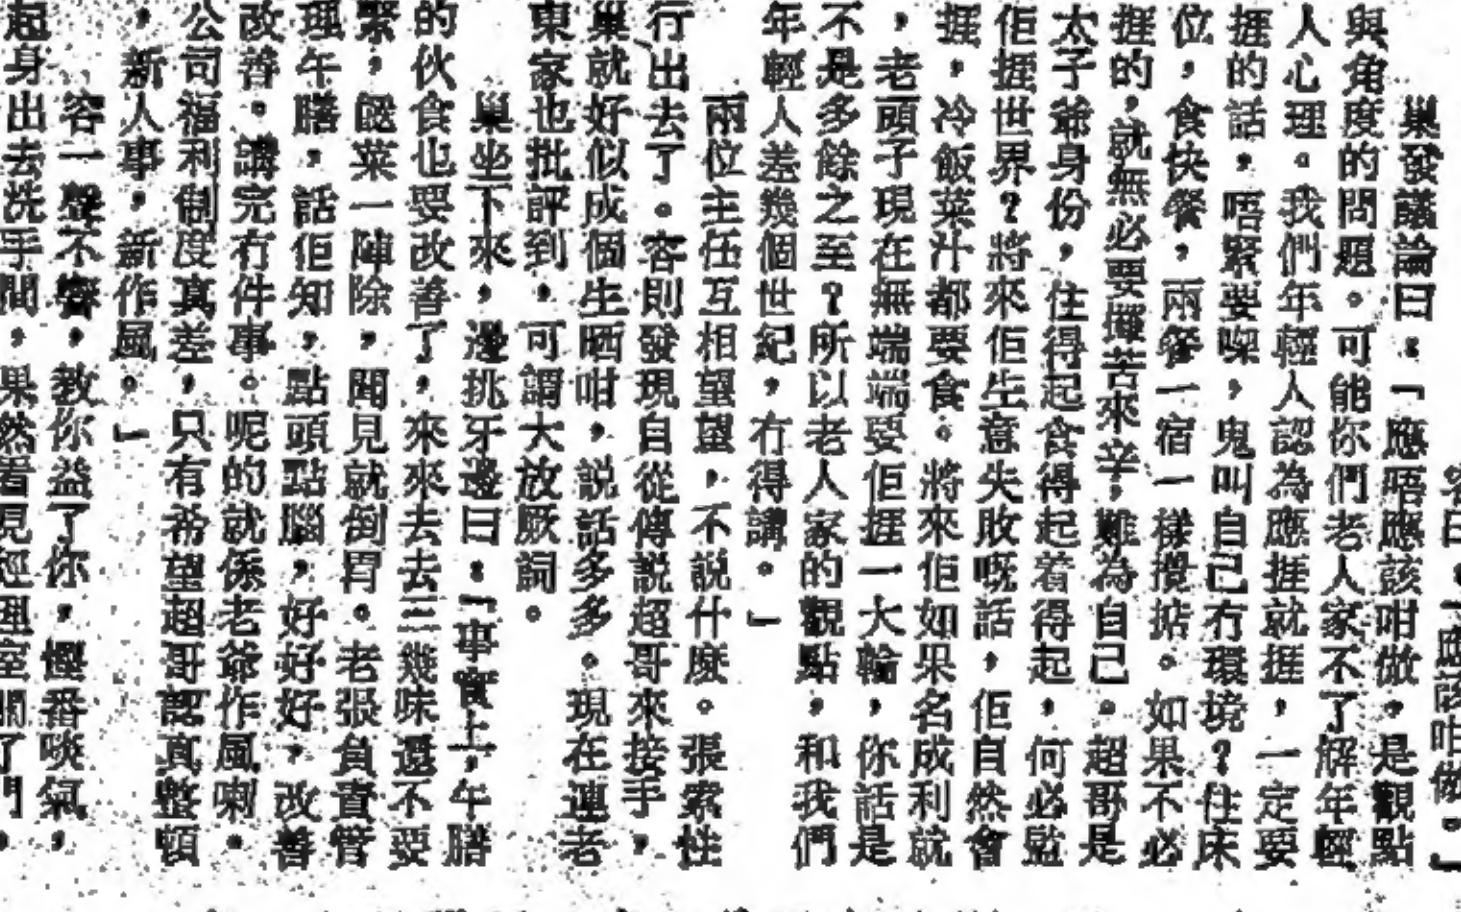 容曰：「應該咁做。」
巢發議論曰：「應唔應該咁做，是觀點
與角度的問題。可能你們老人家不了解年輕
人心理。我們年輕人認為應捱就捱，一定要
捱的話，唔緊要㗎，鬼叫自己冇環境？住床
位，食快餐，兩餐一宿一樣攪掂。如果不必
捱的，就無必要攞苦來辛，難為自己。超哥是
太子爺身份，住得起食得起着得起，何必監
佢捱世界？將來佢生意失敗嘅話，佢自然會
捱，冷飯菜汁都要食。將來佢如果名成利就
，老頭子現在無端端要佢捱一大輪，你話是
不是多餘之至？所以老人家的觀點，和我們
年輕人差幾個世紀，冇得講。」
兩位主任互相望望，不說什麼。張索性
行出去了。容則發現自從傳說超哥來接手，
巢就好似成個生晒咁，說話多多。現在連老
東家也批評到，可謂大放厥詞。
巢坐下來，邊挑牙邊曰：「事實上，午膳
的伙食也要改善了，來來去去三幾味還不要
緊，餸菜一陣除，聞見就倒胃。老張負責管
理午膳，話佢知，點頭點腦，好好好，改善
改善。講完冇件事。呢的就係老爺作風喇。
公司福利制度真差，只有希望超哥認真整頓
，新人事，新作風。」
容一聲不響，教你益了你，慳番啖氣，
起身出去洗手間，果然看見經理室關了門，